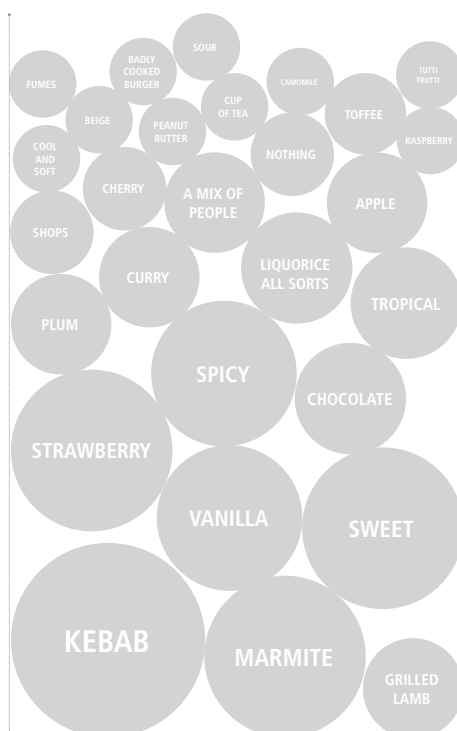 SOUR
BADLY
COOKED
BURGER
TUTTI
FRUTTI
FUMES
CAMOMILE
CUP
OF TEA
TOFFEE
BEIGE
PEANUT
BUTTER
RASPBERRY
COOL
AND
SOFT
NOTHING
CHERRY
A MIX OF
PEOPLE
APPLE
SHOPS
LIQUORICE
ALL SORTS
CURRY
TROPICAL
PLUM
SPICY
CHOCOLATE
STRAWBERRY
VANILLA
SWEET
KEBAB
MARMITE
GRILLED
LAMB